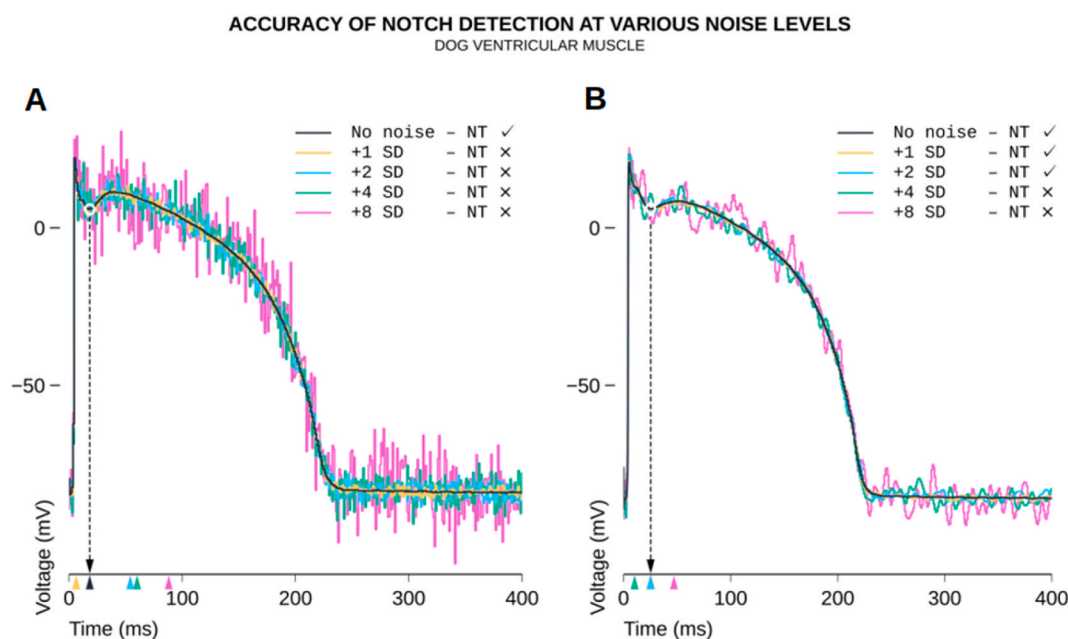 ACCURACY OF NOTCH DETECTION AT VARIOUS NOISE LEVELS
DOG VENTRICULAR MUSCLE
A
No noise – NT ✓
+1 SD – NT ×
+2 SD – NT ×
+4 SD – NT ×
+8 SD – NT ×
0
−50
Voltage (mV)
0 100 200 300 400
Time (ms)
B
No noise – NT ✓
+1 SD – NT ✓
+2 SD – NT ✓
+4 SD – NT ×
+8 SD – NT ×
0
−50
Voltage (mV)
0 100 200 300 400
Time (ms)